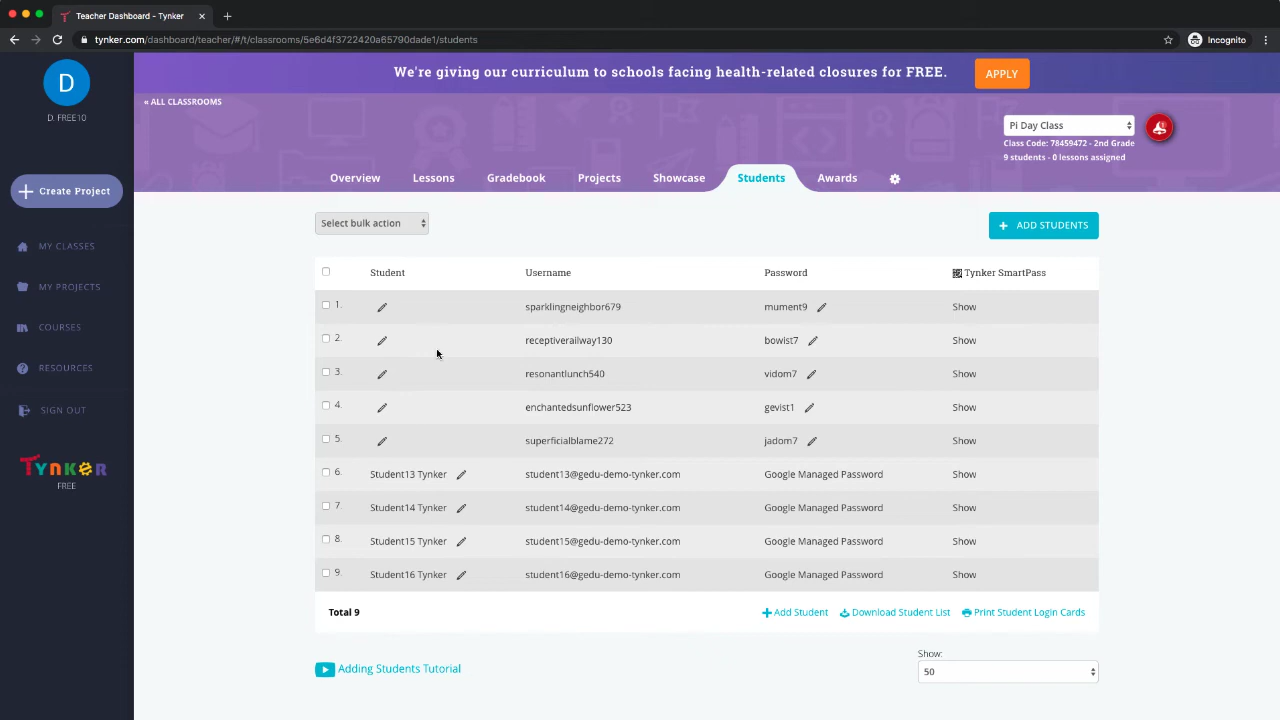 Teacher Dashboard - Tynker
tynker.com/dashboard/teacher#/t/classrooms/5e6d4f3722420a65790dade1/students
Incognito
D
D. FREE10
Create Project
MY CLASSES
MY PROJECTS
COURSES
RESOURCES
SIGN OUT
TYNKER
FREE
We're giving our curriculum to schools facing health-related closures for FREE. APPLY
« ALL CLASSROOMS
Pi Day Class
Class Code: 78459472 - 2nd Grade
9 students - 0 lessons assigned
Overview Lessons Gradebook Projects Showcase Students Awards
Select bulk action
+ ADD STUDENTS
Student Username Password Tynker SmartPass
1. sparklingneighbor679 mument9 Show
2. receptiverailway130 bowist7 Show
3. resonantlunch540 vidom7 Show
4. enchantedsunflower523 gevist1 Show
5. superficialblame272 jadom7 Show
6. Student13 Tynker student13@gedu-demo-tynker.com Google Managed Password Show
7. Student14 Tynker student14@gedu-demo-tynker.com Google Managed Password Show
8. Student15 Tynker student15@gedu-demo-tynker.com Google Managed Password Show
9. Student16 Tynker student16@gedu-demo-tynker.com Google Managed Password Show
Total 9 Add Student Download Student List Print Student Login Cards
Adding Students Tutorial
Show:
50